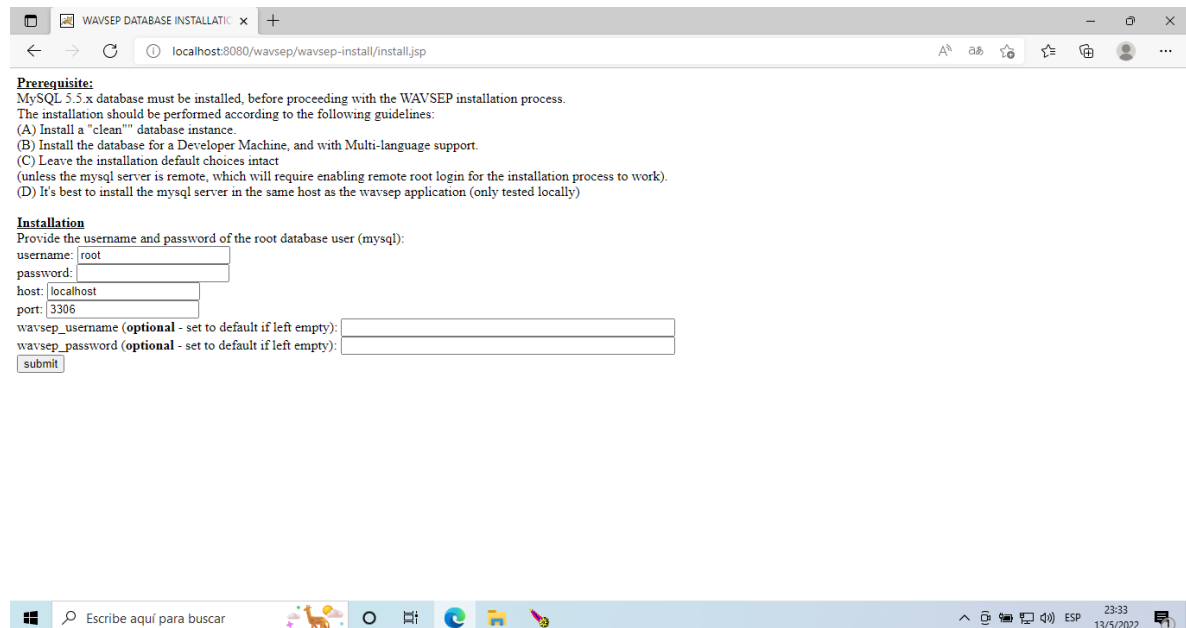 WAVSEP DATABASE INSTALLATIC
localhost:8080/wavsep/wavsep-install/install.jsp
Prerequisite:
MySQL 5.5.x database must be installed, before proceeding with the WAVSEP installation process.
The installation should be performed according to the following guidelines:
(A) Install a "clean"" database instance.
(B) Install the database for a Developer Machine, and with Multi-language support.
(C) Leave the installation default choices intact
(unless the mysql server is remote, which will require enabling remote root login for the installation process to work).
(D) It's best to install the mysql server in the same host as the wavsep application (only tested locally)
Installation
Provide the username and password of the root database user (mysql):
username: root
password:
host: localhost
port: 3306
wavsep_username (optional - set to default if left empty):
wavsep_password (optional - set to default if left empty):
submit
Escribe aquí para buscar
ESP
23:33
13/5/2022
1